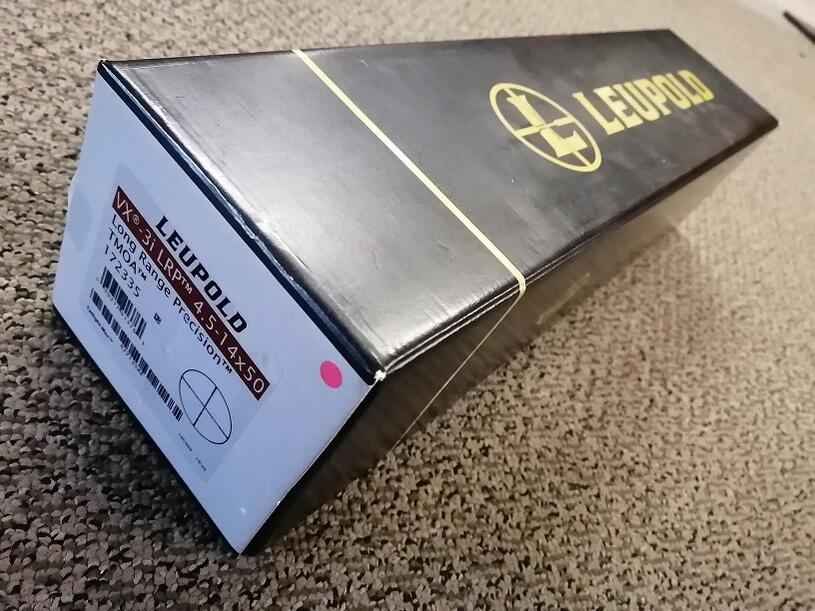 LEUPOLD
LEUPOLD
VX®-3i LRP™ 4.5-14x50
Long Range Precision™
TMOA™
172335